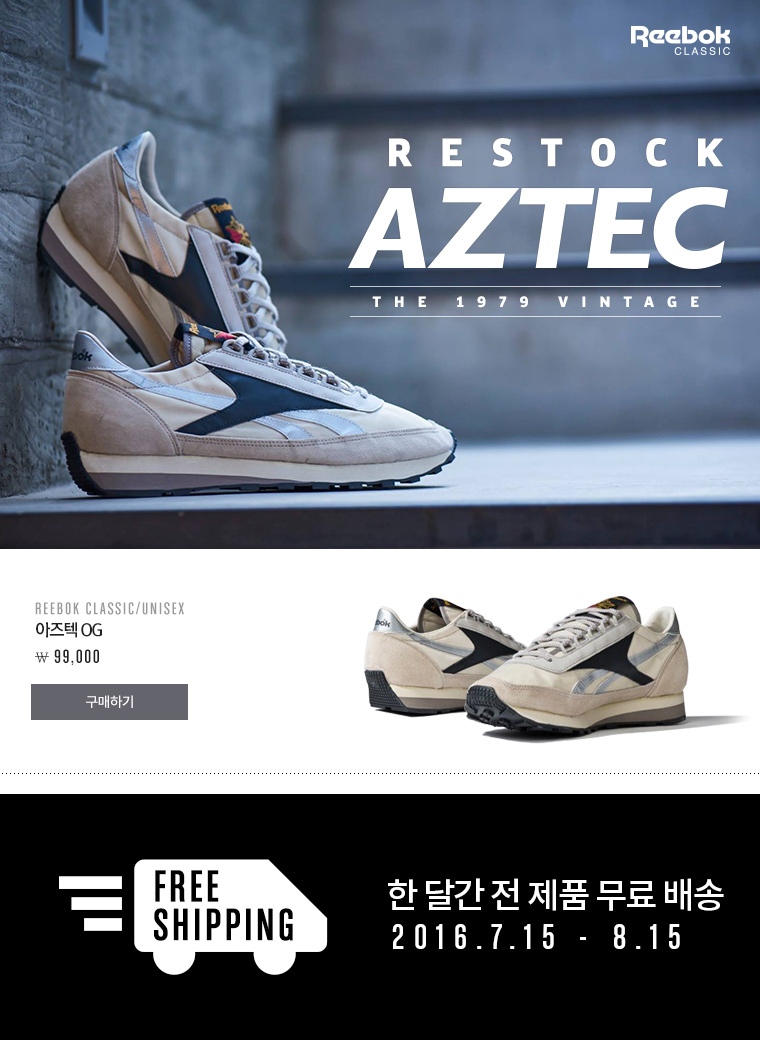 Reebok
CLASSIC
RESTOCK
AZTEC
THE 1979 VINTAGE
Reebok
REEBOK CLASSIC/UNISEX
아즈텍 OG
₩ 99,000
구매하기
FREE
SHIPPING
한 달간 전 제품 무료 배송
2016.7.15 - 8.15